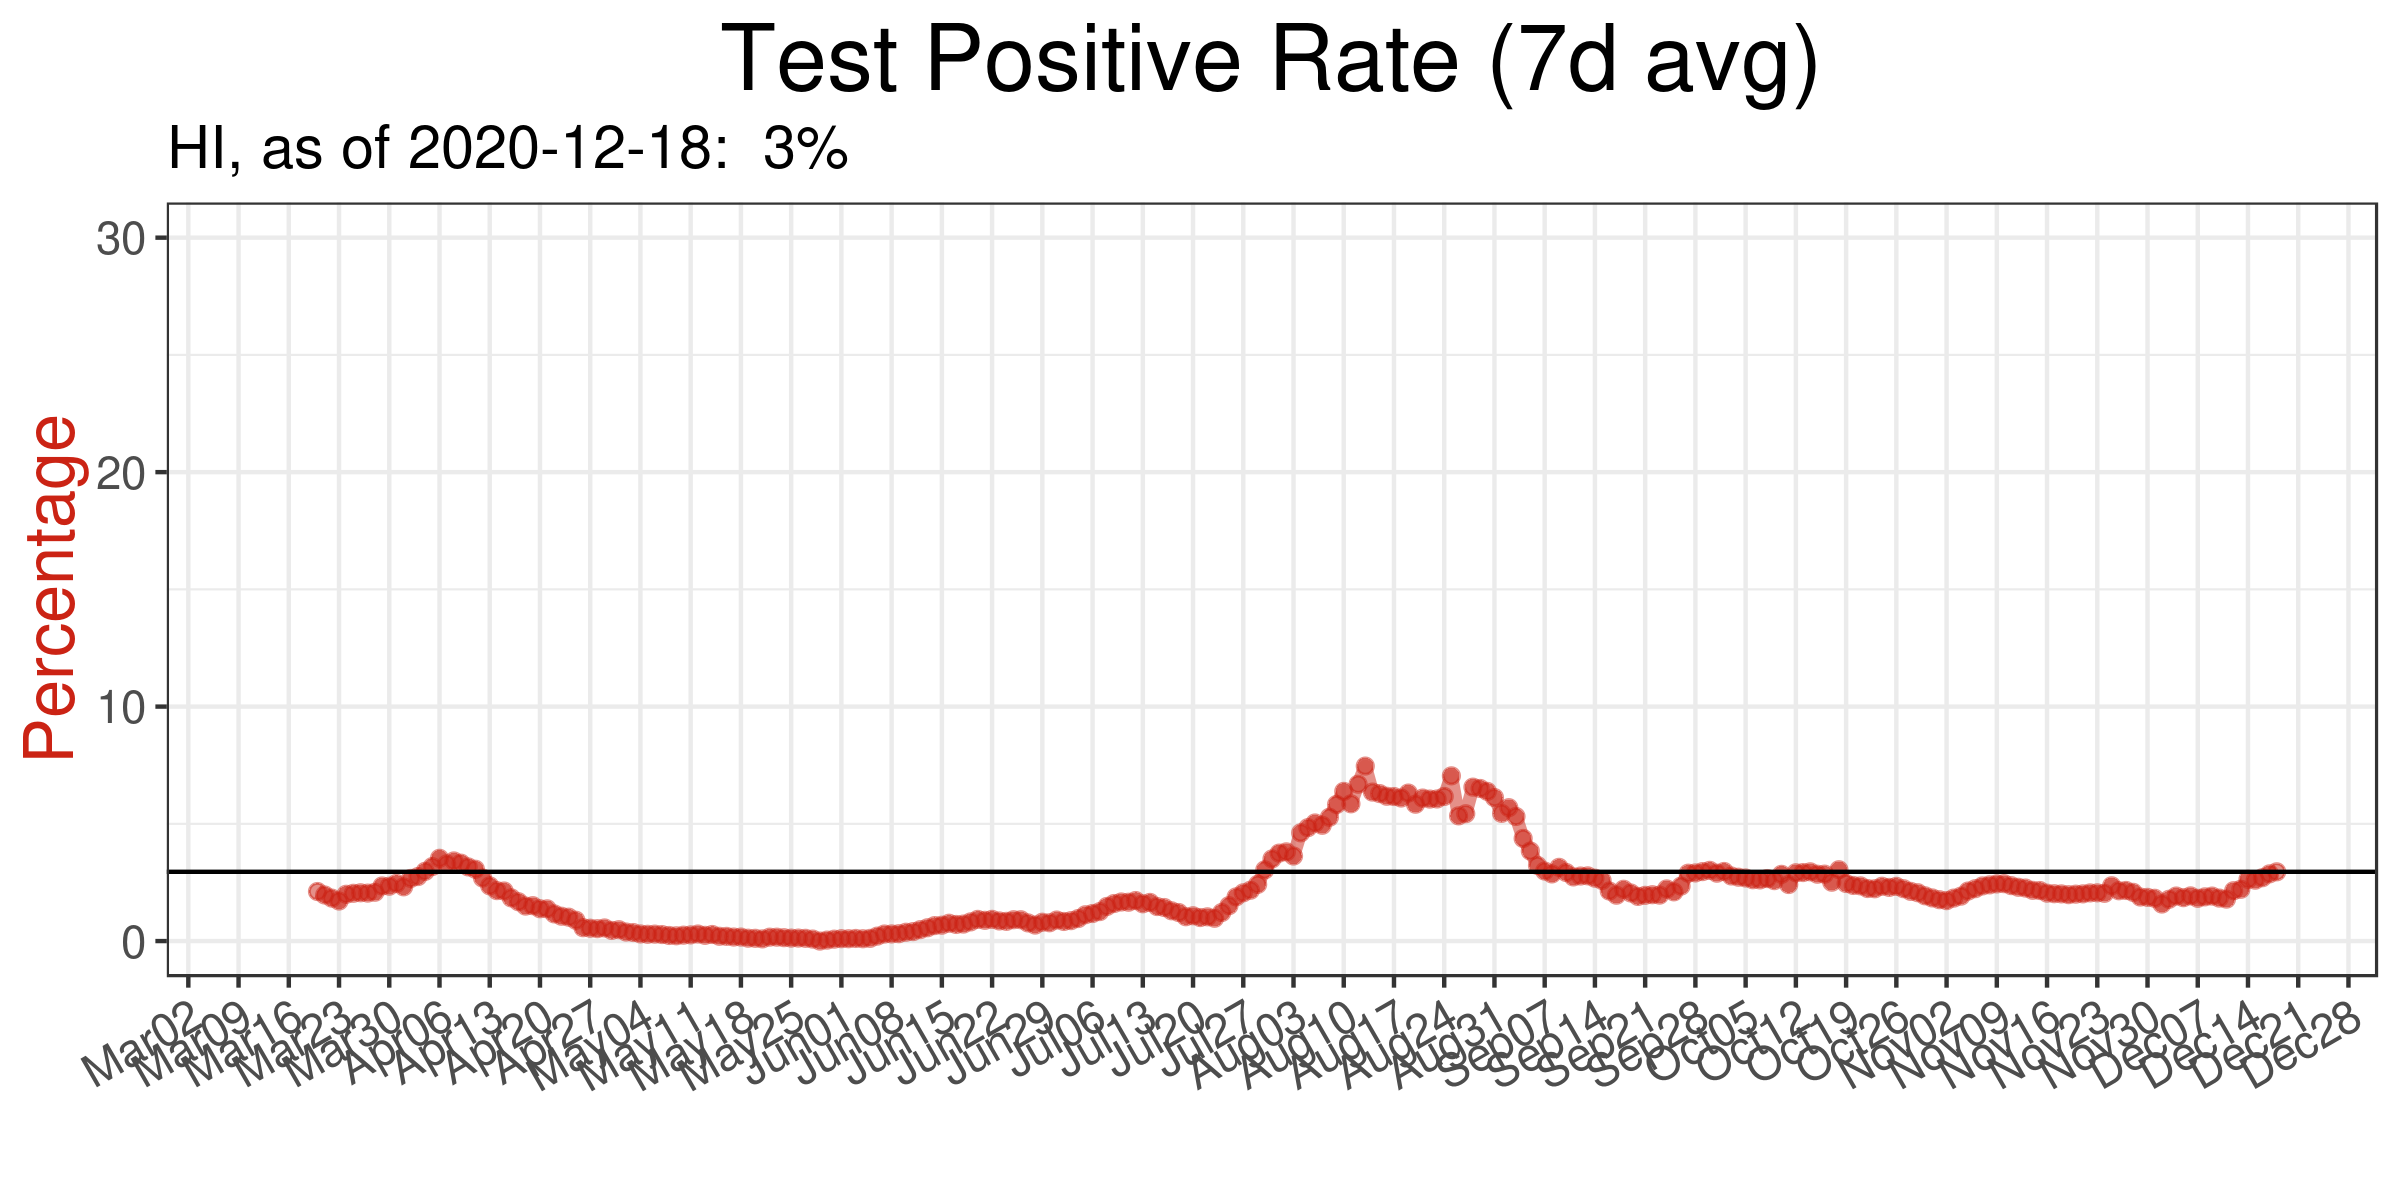 Test Positive Rate (7d avg)
HI, as of 2020-12-18:  3%
Percentage
30
20
10
0
Mar02
Mar09
Mar16
Mar23
Mar30
Apr06
Apr13
Apr20
Apr27
May04
May11
May18
May25
Jun01
Jun08
Jun15
Jun22
Jun29
Jul06
Jul13
Jul20
Jul27
Aug03
Aug10
Aug17
Aug24
Aug31
Sep07
Sep14
Sep21
Sep28
Oct05
Oct12
Oct19
Oct26
Nov02
Nov09
Nov16
Nov23
Nov30
Dec07
Dec14
Dec21
Dec28